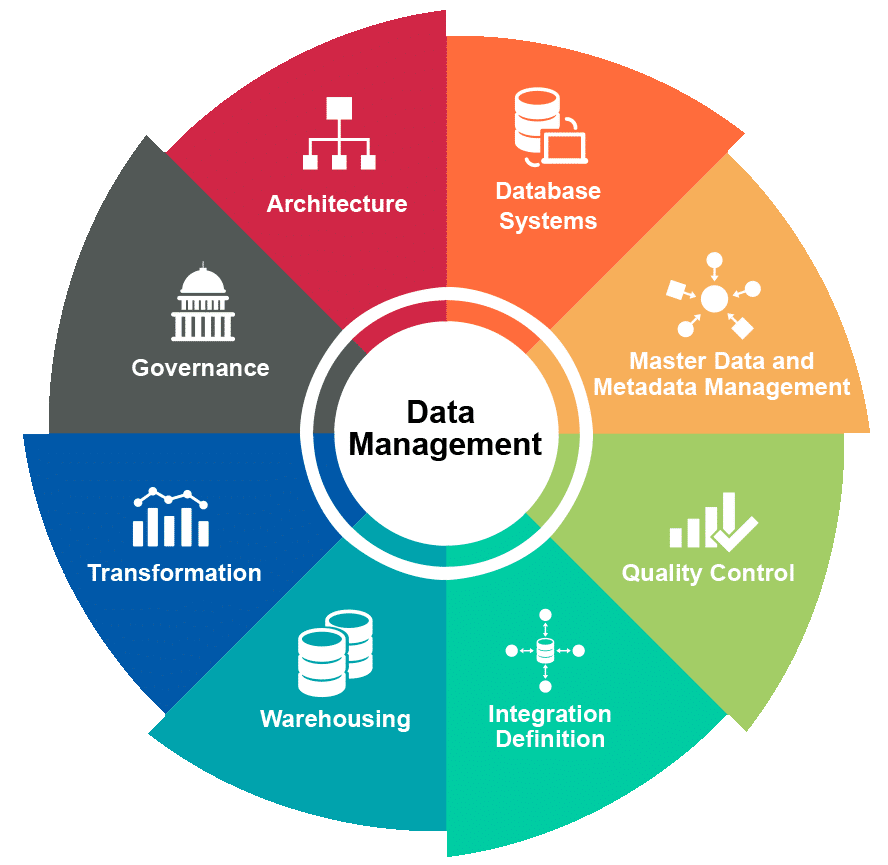 Architecture
Database
Systems
Master Data and
Metadata Management
Quality Control
Integration
Definition
Warehousing
Transformation
Governance
Data
Management